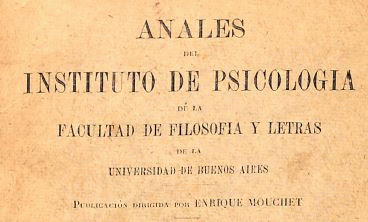 ANALES
DEL
INSTITUTO DE PSICOLOGIA
DE LA
FACULTAD DE FILOSOFIA Y LETRAS
DE LA
UNIVERSIDAD DE BUENOS AIRES
PUBLICACIÓN DIRIGIDA POR ENRIQUE MOUCHET